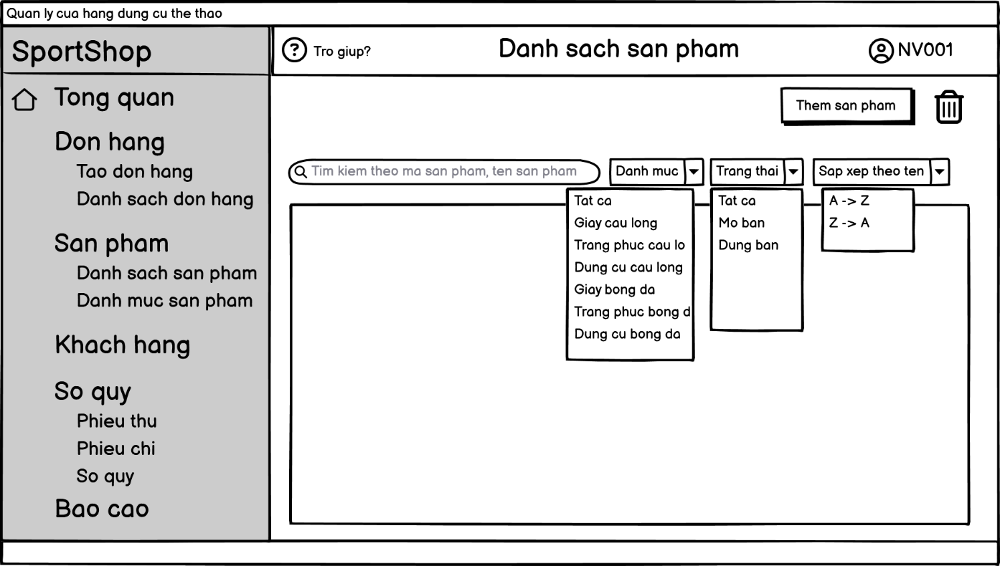 Quan ly cua hang dung cu the thao
SportShop
Tro giup?
Danh sach san pham
NV001
Tong quan
Don hang
Tao don hang
Danh sach don hang
San pham
Danh sach san pham
Danh muc san pham
Khach hang
So quy
Phieu thu
Phieu chi
So quy
Bao cao
Them san pham
Tim kiem theo ma san pham, ten san pham
Danh muc
Trang thai
Sap xep theo ten
Tat ca
Giay cau long
Trang phuc cau lo
Dung cu cau long
Giay bong da
Trang phuc bong d
Dung cu bong da
Tat ca
Mo ban
Dung ban
A -> Z
Z -> A